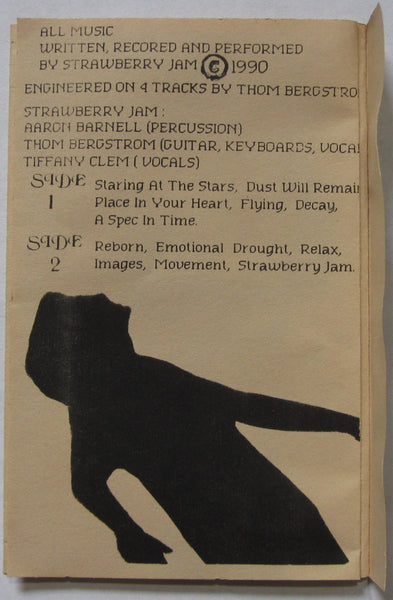 ALL MUSIC
WRITTEN, RECORED AND PERFORMED
BY STRAWBERRY JAM © 1990
ENGINEERED ON 4 TRACKS BY THOM BERGSTRO
STRAWBERRY JAM :
AARON BARNELL (PERCUSSION)
THOM BERGSTROM (GUITAR, KEYBOARDS, VOCA
TIFFANY CLEM ( VOCALS)
SIDE 1
Staring At The Stars, Dust Will Remain
Place In Your Heart, Flying, Decay,
A Spec In Time.
SIDE 2
Reborn, Emotional Drought, Relax,
Images, Movement, Strawberry Jam.